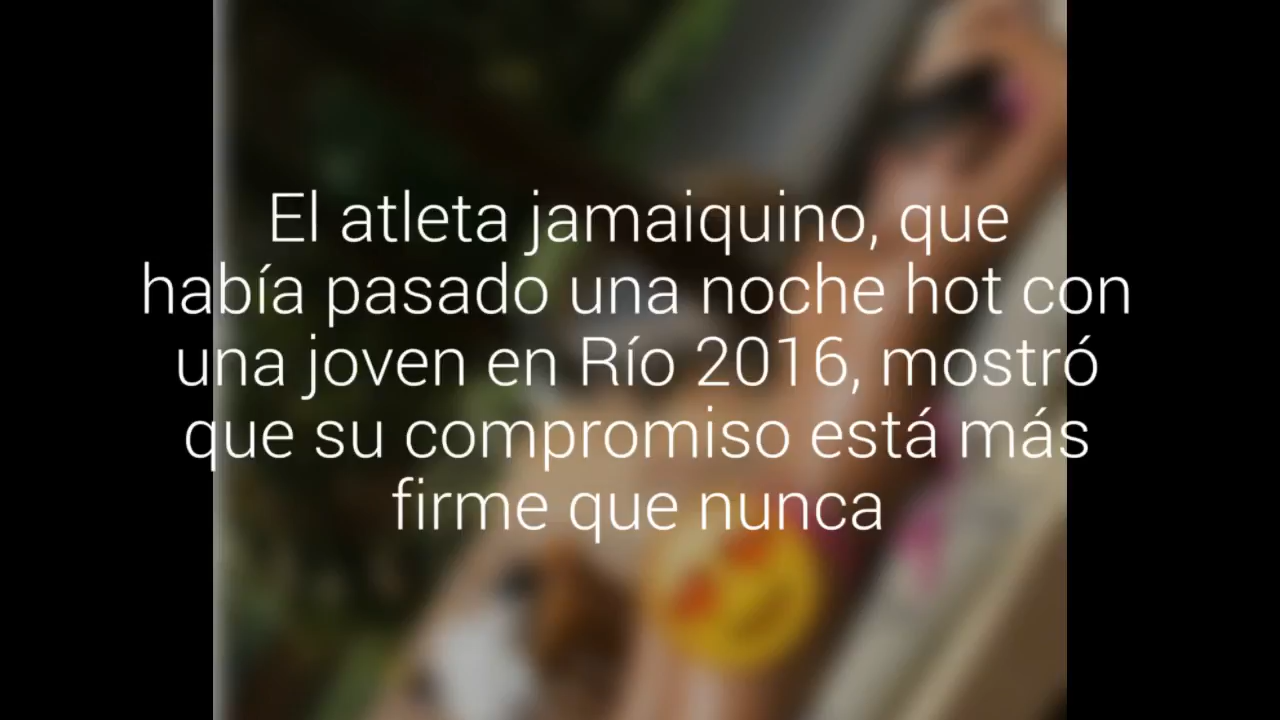 El atleta jamaiquino, que
había pasado una noche hot con
una joven en Río 2016, mostró
que su compromiso está más
firme que nunca